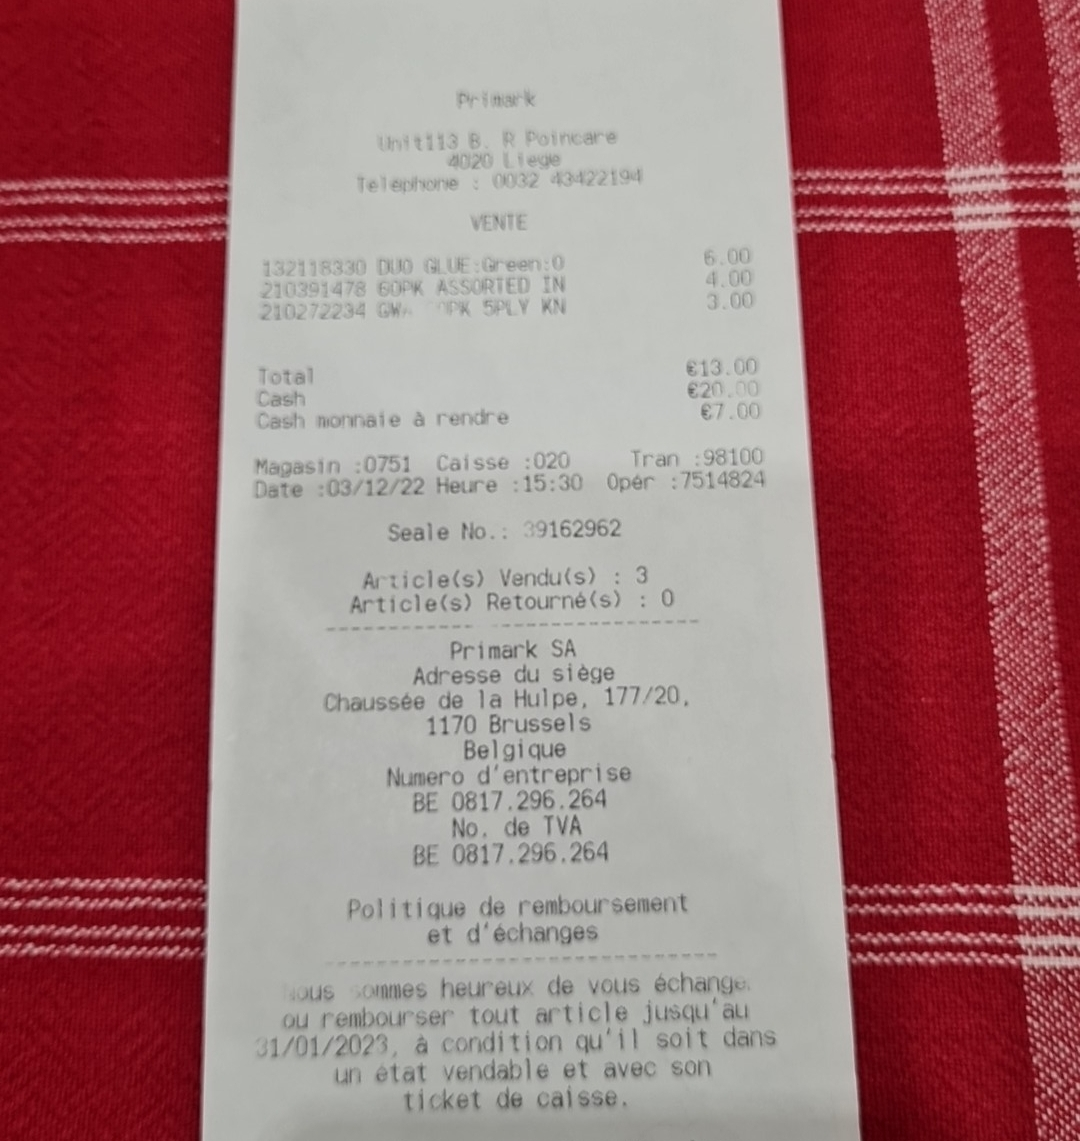 Primark
Unit113 B. R Poincare
4020 Liege
Telephone : 0032 43422194
VENTE
132118330 DUO GLUE:Green:0 6.00
210391478 60PK ASSORTED IN 4.00
210272234 5PLY KN 3.00
Total €13.00
Cash €20.00
Cash monnaie à rendre €7.00
Magasin :0751 Caisse :020 Tran :98100
Date :03/12/22 Heure :15:30 Opér :7514824
Seale No.: 39162962
Article(s) Vendu(s) : 3
Article(s) Retourné(s) : 0
Primark SA
Adresse du siège
Chaussée de la Hulpe, 177/20,
1170 Brussels
Belgique
Numero d'entreprise
BE 0817.296.264
No. de TVA
BE 0817.296.264
Politique de remboursement
et d'échanges
Nous sommes heureux de vous échange.
ou rembourser tout article jusqu'au
31/01/2023, à condition qu'il soit dans
un état vendable et avec son
ticket de caisse.